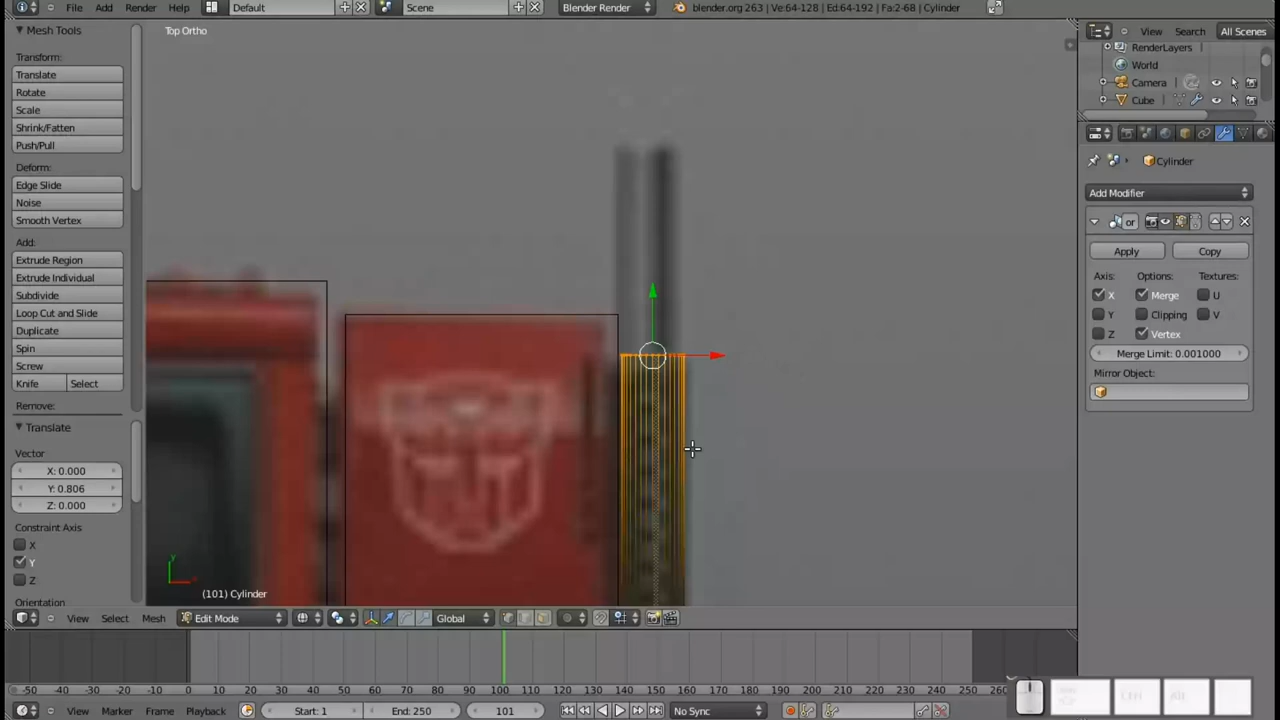 File Add Render Help Default Scene Blender Render blender.org 263 | Ve:64-128 | Ed:64-192 | Fa:2-68 | Cylinder
Mesh Tools
Transform:
Translate
Rotate
Scale
Shrink/Fatten
Push/Pull
Deform:
Edge Slide
Noise
Smooth Vertex
Add:
Extrude Region
Extrude Individual
Subdivide
Loop Cut and Slide
Duplicate
Spin
Screw
Knife Select
Remove:
Translate
Vector
X: 0.000
Y: 0.806
Z: 0.000
Constraint Axis
X
Y
Z
Orientation
Top Ortho
(101) Cylinder
View Select Mesh Edit Mode Global
View Search All Scenes
RenderLayers
World
Camera
Cube
Cylinder
Add Modifier
or
Apply Copy
Axis: Options: Textures:
X Merge U
Y Clipping V
Z Vertex
Merge Limit: 0.001000
Mirror Object:
-50 -40 -30 -20 -10 0 10 20 30 40 50 60 70 80 90 100 110 120 130 140 150 160 170 180 190 200 210 220 230 240 250 260
View Marker Frame Playback Start: 1 End: 250 101 No Sync
Ctrl Alt